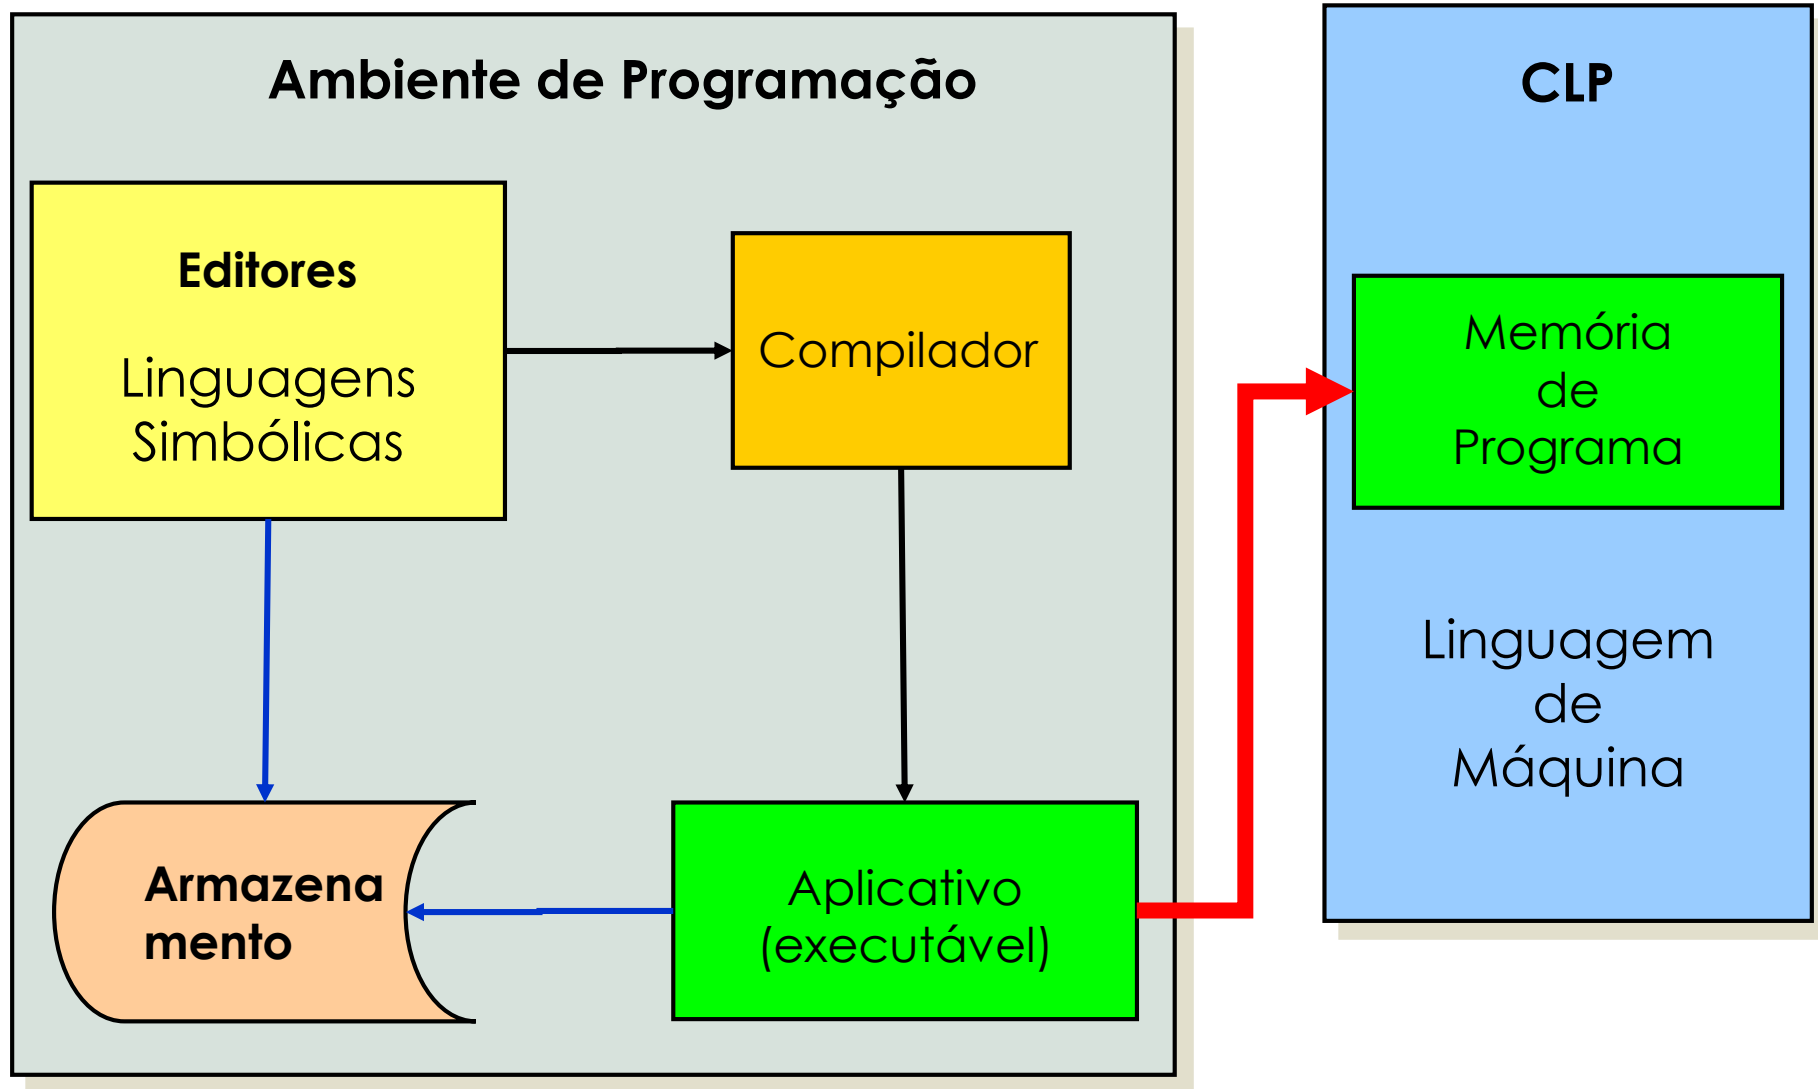 Ambiente de Programação
Editores
Linguagens
Simbólicas
Compilador
Armazena
mento
Aplicativo
(executável)
CLP
Memória
de
Programa
Linguagem
de
Máquina